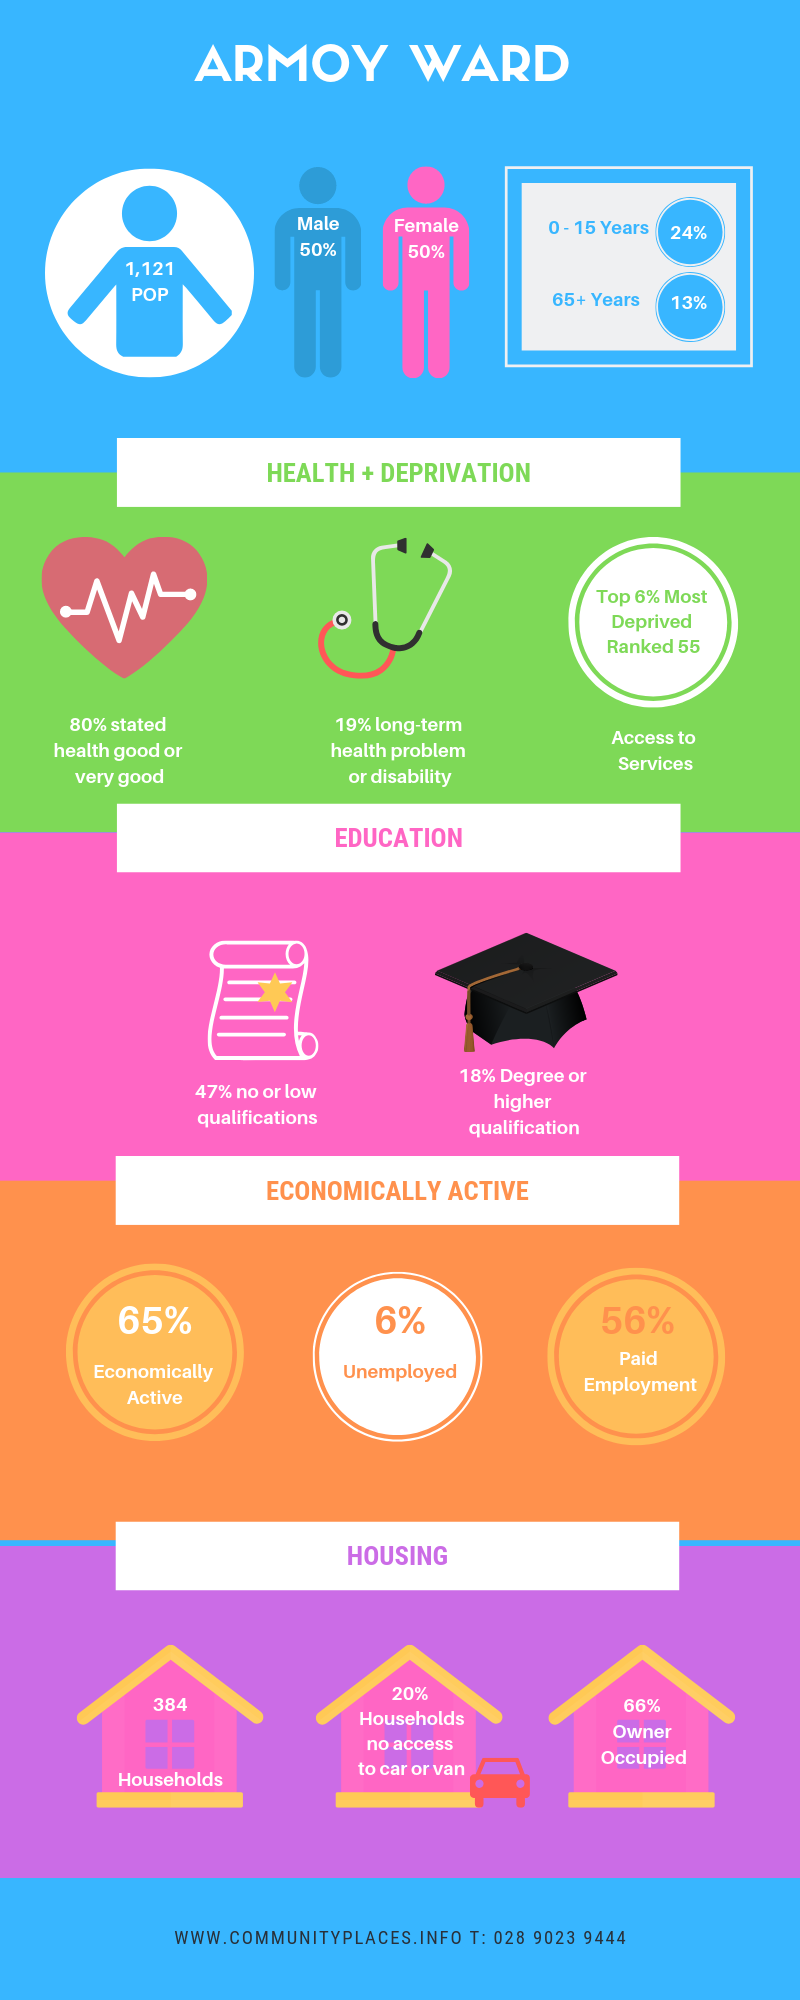 ARMOY WARD
1,121
POP
Male
50%
Female
50%
0 - 15 Years
24%
65+ Years
13%
HEALTH + DEPRIVATION
80% stated
health good or
very good
19% long-term
health problem
or disability
Top 6% Most
Deprived
Ranked 55
Access to
Services
EDUCATION
47% no or low
qualifications
18% Degree or
higher
qualification
ECONOMICALLY ACTIVE
65%
Economically
Active
6%
Unemployed
56%
Paid
Employment
HOUSING
384
Households
20%
Households
no access
to car or van
66%
Owner
Occupied
WWW.COMMUNITYPLACES.INFO T: 028 9023 9444